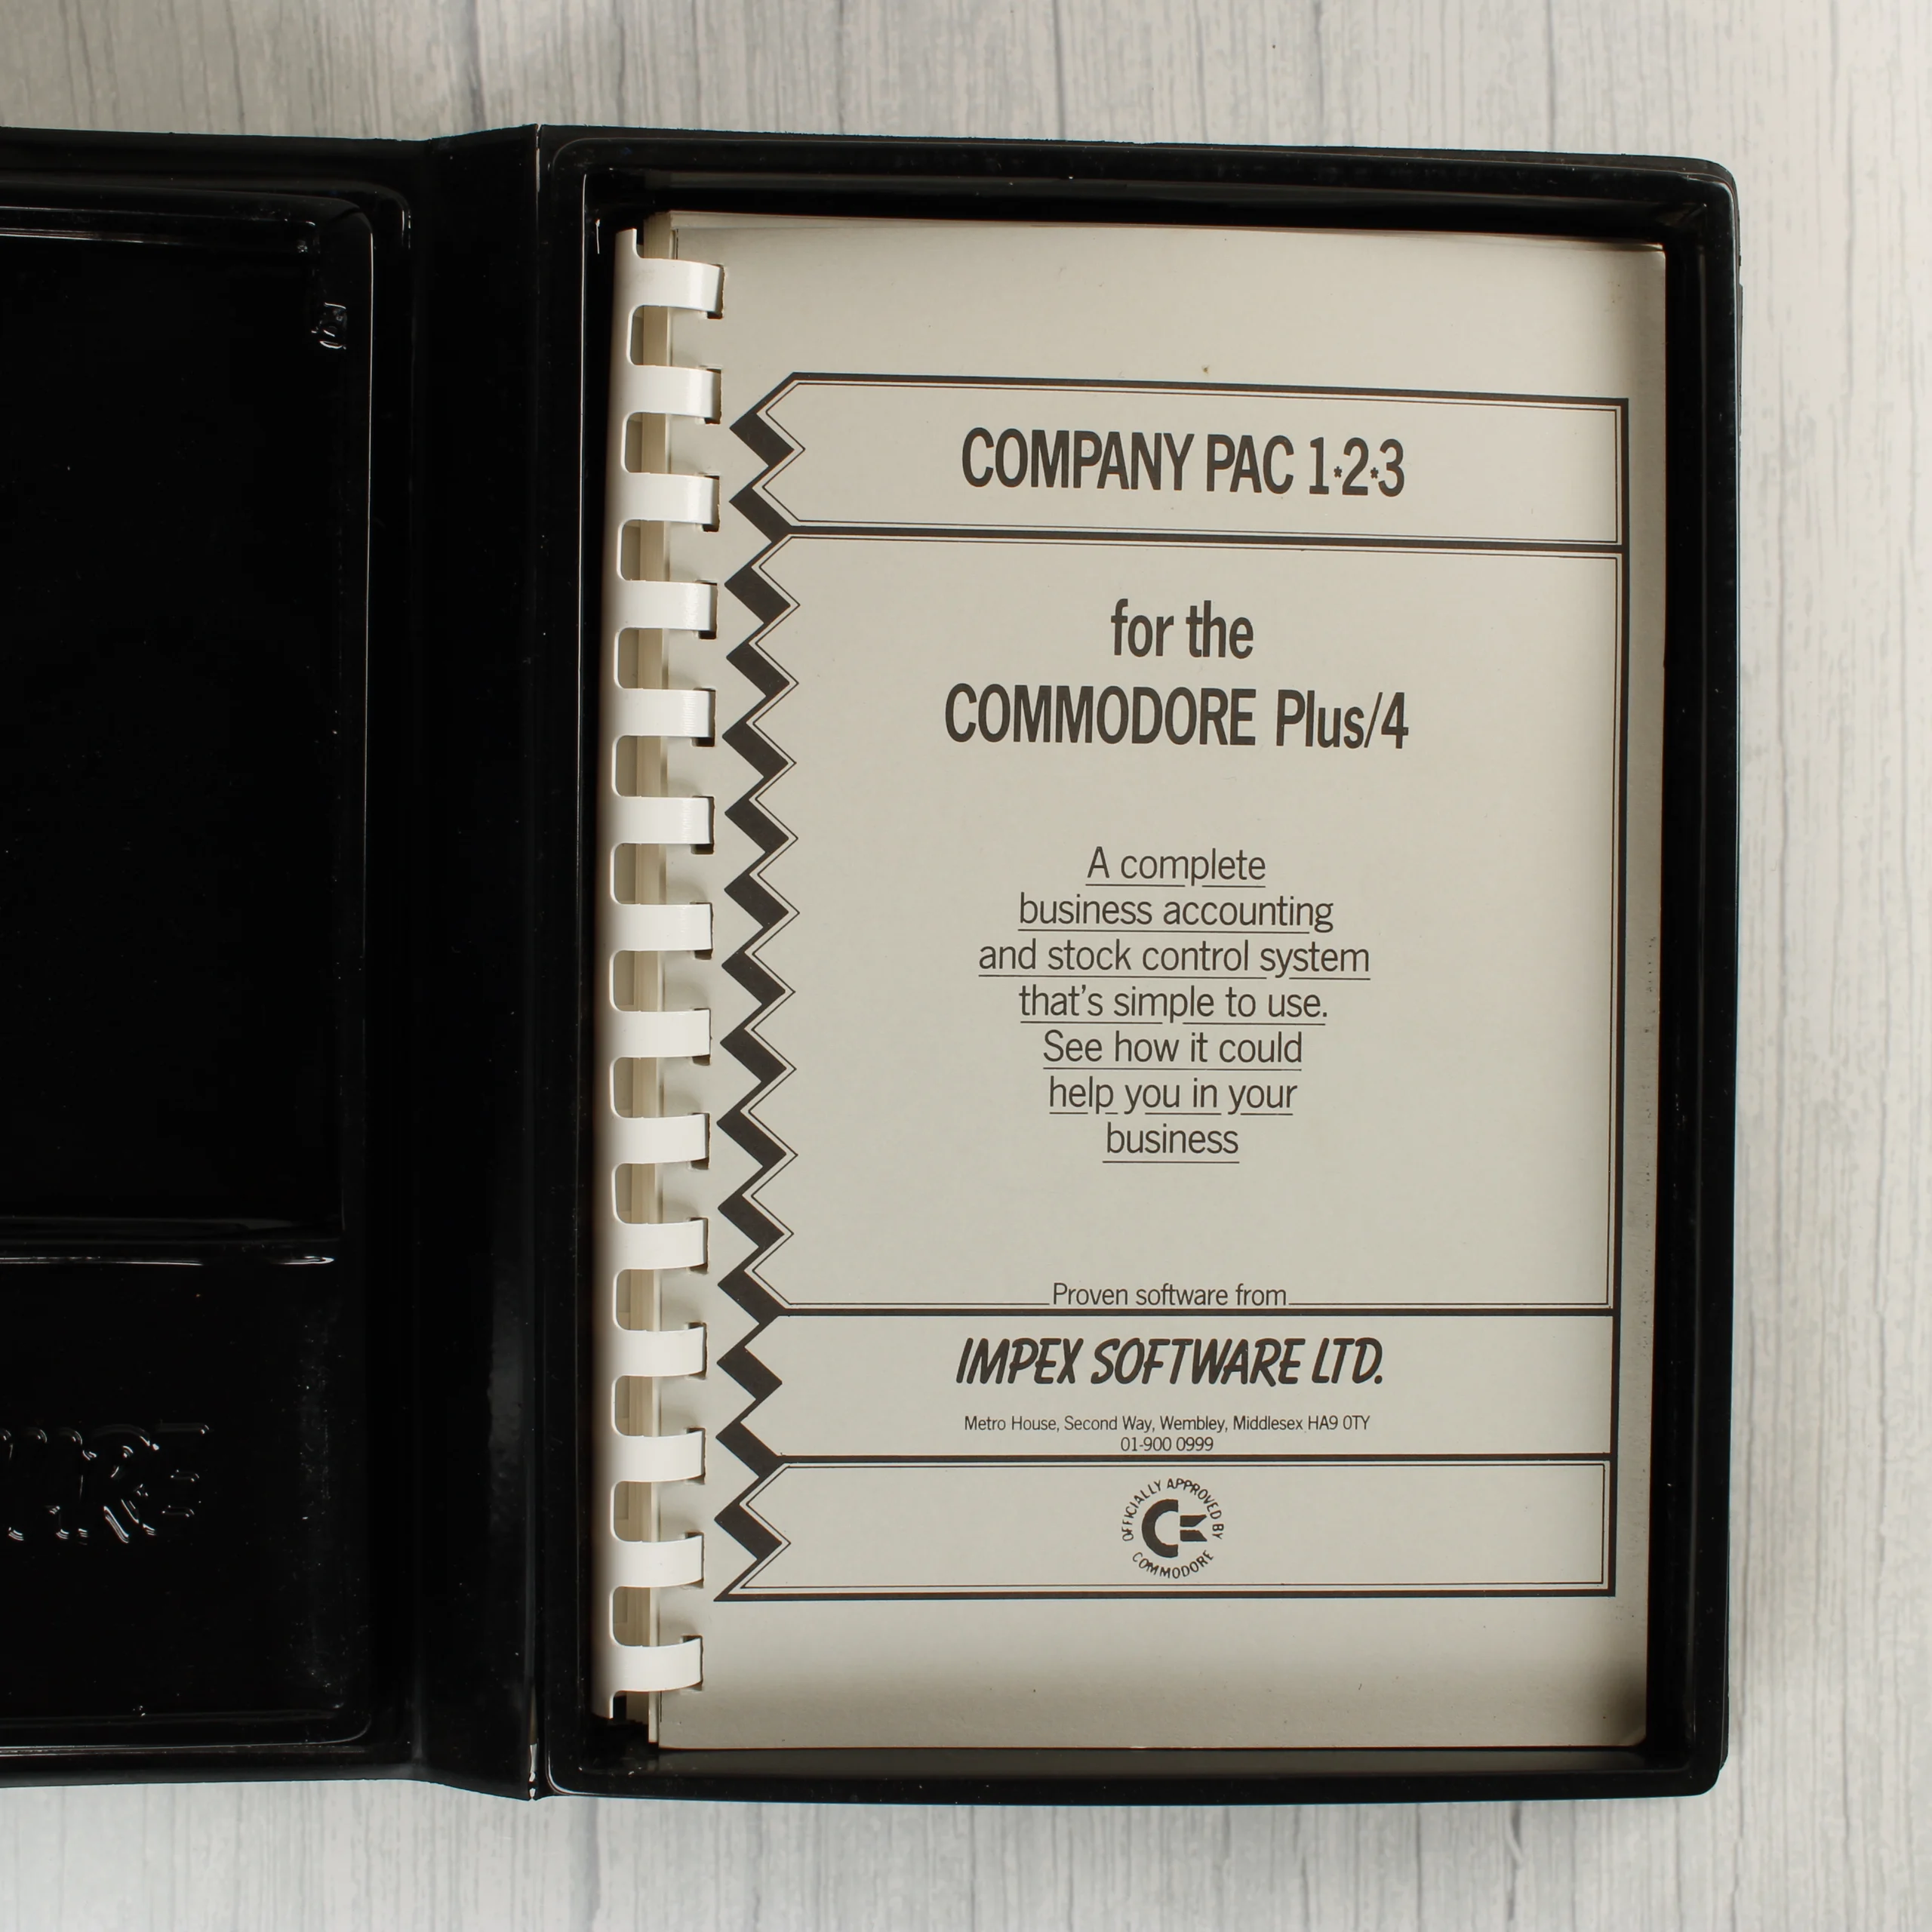 COMPANY PAC 1*2*3
for the
COMMODORE Plus/4
A complete
business accounting
and stock control system
that's simple to use.
See how it could
help you in your
business
Proven software from
IMPEX SOFTWARE LTD.
Metro House, Second Way, Wembley, Middlesex HA9 0TY
01-900 0999
OFFICIALLY APPROVED BY
COMMODORE